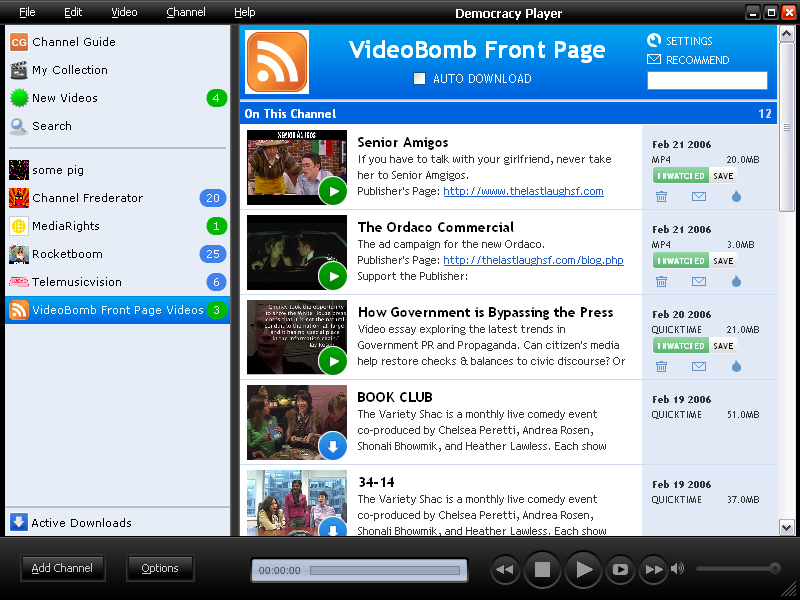 File Edit Video Channel Help Democracy Player
CG Channel Guide
My Collection
New Videos 4
Search
some pig
Channel Frederator 20
MediaRights 1
Rocketboom 25
Telemusicvision 6
VideoBomb Front Page Videos 3
Active Downloads
VideoBomb Front Page
AUTO DOWNLOAD
SETTINGS
RECOMMEND
On This Channel 12
SENIOR AMIGOS
Senior Amigos
If you have to talk with your girlfriend, never take
her to Senior Amgigos.
Publisher's Page: http://www.thelastlaughsf.com
Feb 21 2006
MP4 20.0MB
UNWATCHED SAVE
The Ordaco Commercial
The ad campaign for the new Ordaco.
Publisher's Page: http://thelastlaughsf.com/blog.php
Support the Publisher:
Feb 21 2006
MP4 3.0MB
UNWATCHED SAVE
How Government is Bypassing the Press
Video essay exploring the latest trends in
Government PR and Propaganda. Can citizen's media
help restore checks & balances to civic discourse? Or
Feb 20 2006
QUICKTIME 21.0MB
UNWATCHED SAVE
BOOK CLUB
The Variety Shac is a monthly live comedy event
co-produced by Chelsea Peretti, Andrea Rosen,
Shonali Bhowmik, and Heather Lawless. Each show
Feb 19 2006
QUICKTIME 51.0MB
34-14
The Variety Shac is a monthly live comedy event
co-produced by Chelsea Peretti, Andrea Rosen,
Shonali Bhowmik, and Heather Lawless. Each show
Feb 19 2006
QUICKTIME 37.0MB
Add Channel
Options
00:00:00